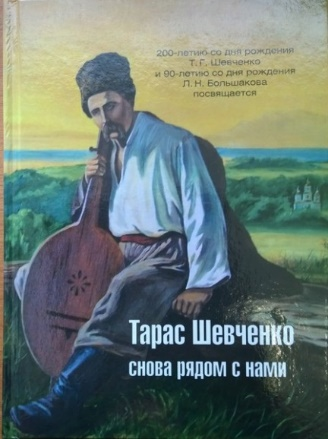 200-летию со дня рождения
Т. Г. Шевченко
и 90-летию со дня рождения
Л. Н. Большакова
посвящается
Тарас Шевченко
снова рядом с нами